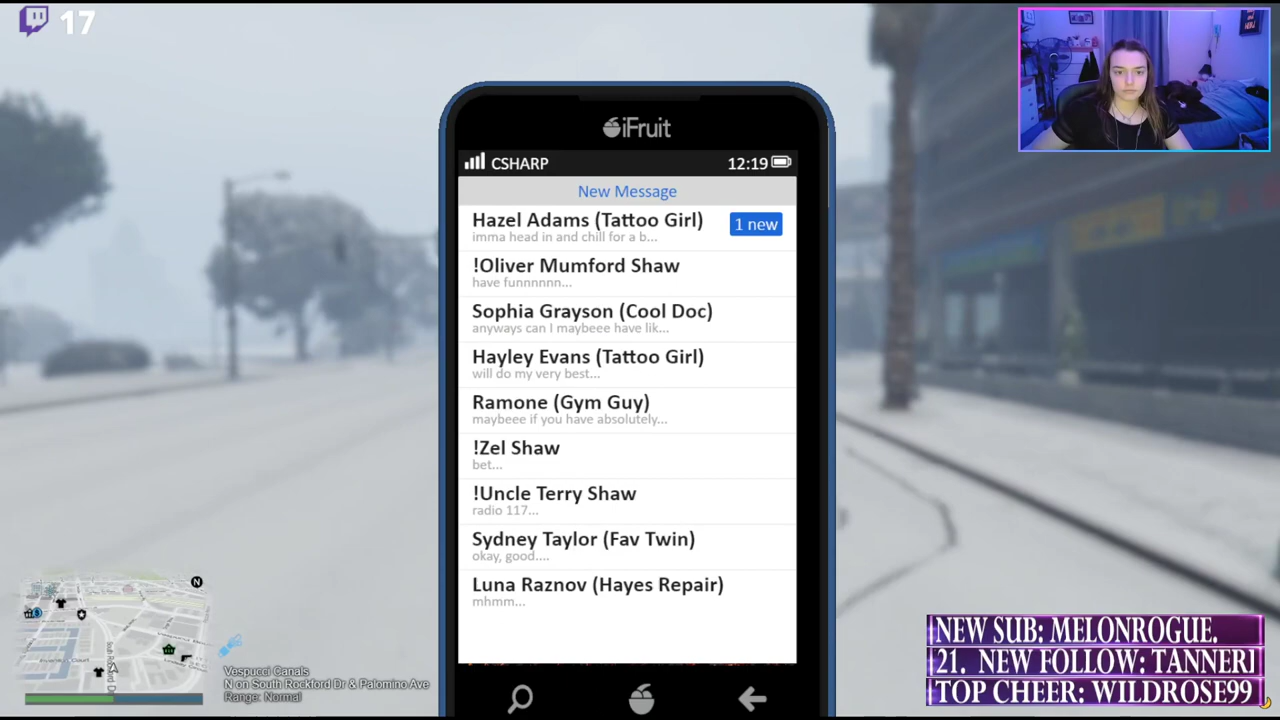 17
iFruit
CSHARP 12:19
New Message
Hazel Adams (Tattoo Girl)
1 new
imma head in and chill for a b...
!Oliver Mumford Shaw
have funnnnnn...
Sophia Grayson (Cool Doc)
anyways can I maybeee have lik...
Hayley Evans (Tattoo Girl)
will do my very best...
Ramone (Gym Guy)
maybeee if you have absolutely...
!Zel Shaw
bet...
!Uncle Terry Shaw
radio 117...
Sydney Taylor (Fav Twin)
okay, good....
Luna Raznov (Hayes Repair)
mhmm...
N
Vespucci Canals
N on South Rockford Dr & Palomino Ave
Range: Normal
NEW SUB: MELONROGUE.
21. NEW FOLLOW: TANNERI
TOP CHEER: WILDROSE99